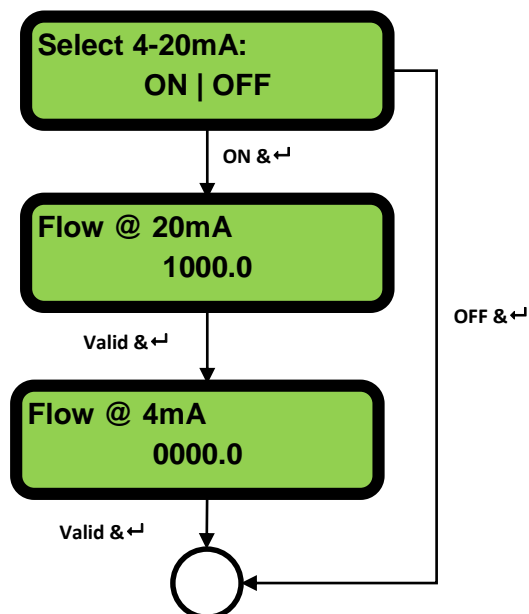 Select 4-20mA:
ON | OFF
ON &↵
Flow @ 20mA
1000.0
OFF &↵
Valid &↵
Flow @ 4mA
0000.0
Valid &↵